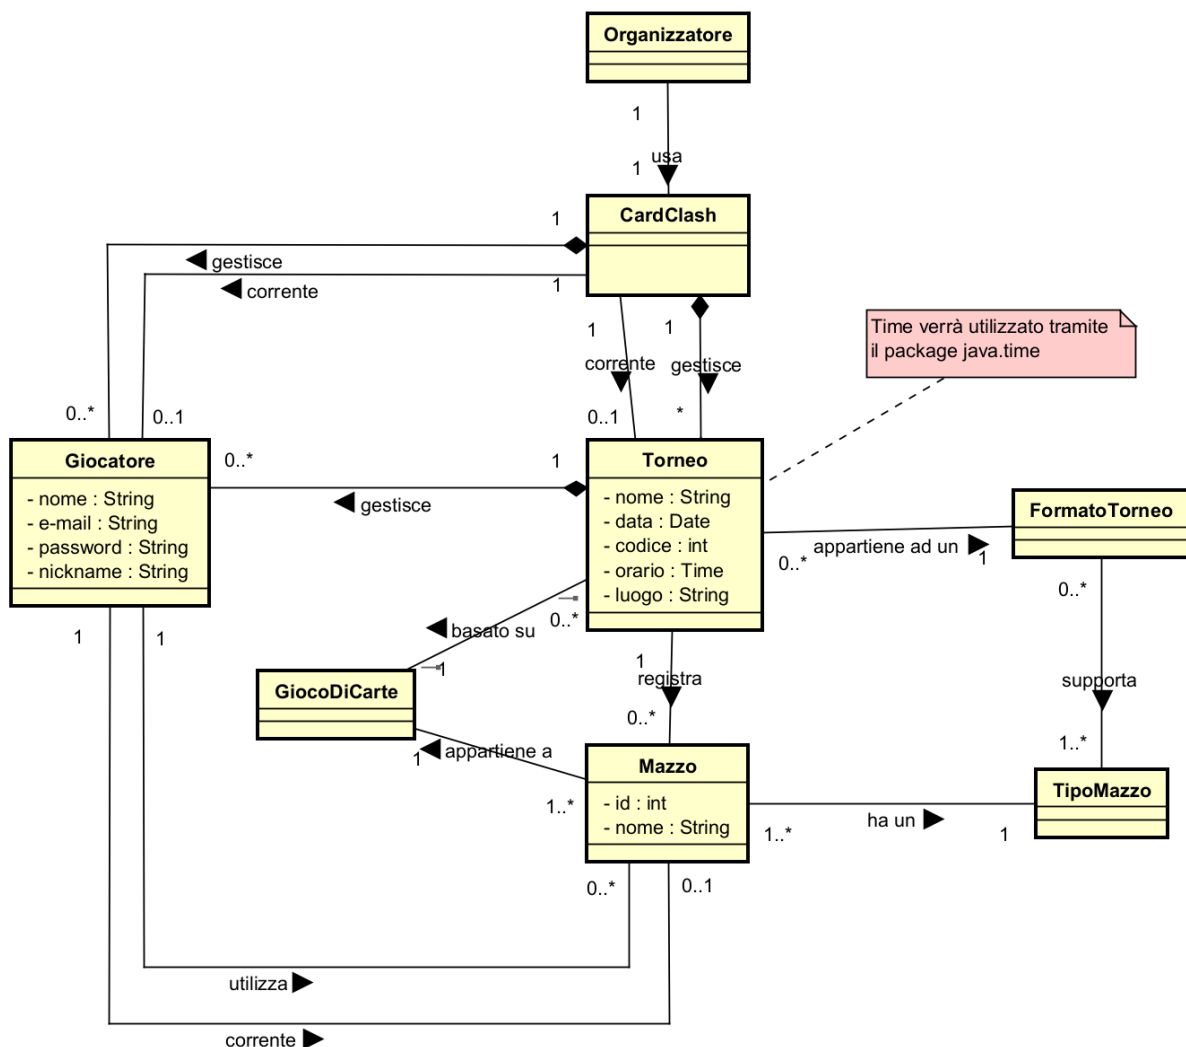 Organizzatore
1
usa
1
CardClash
1
gestisce
corrente
1
1
corrente
0..1
1
gestisce
*
Time verrà utilizzato tramite
il package java.time
0..*
0..1
Giocatore
- nome : String
- e-mail : String
- password : String
- nickname : String
0..*
1
gestisce
Torneo
- nome : String
- data : Date
- codice : int
- orario : Time
- luogo : String
0..*
appartiene ad un
1
FormatoTorneo
0..*
supporta
1..*
1
1
basato su
0..*
1
GiocoDiCarte
1
registra
0..*
appartiene a
1
1..*
Mazzo
- id : int
- nome : String
1..*
ha un
1
TipoMazzo
0..*
0..1
utilizza
corrente